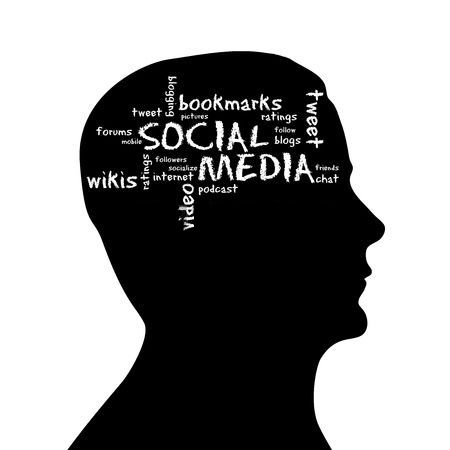 blogging
bookmarks
tweet
pictures
ratings
tweet
forums
mobile
SOCIAL
follow
blogs
followers
MEDIA
friends
socialize
wikis
ratings
internet
chat
video
podcast